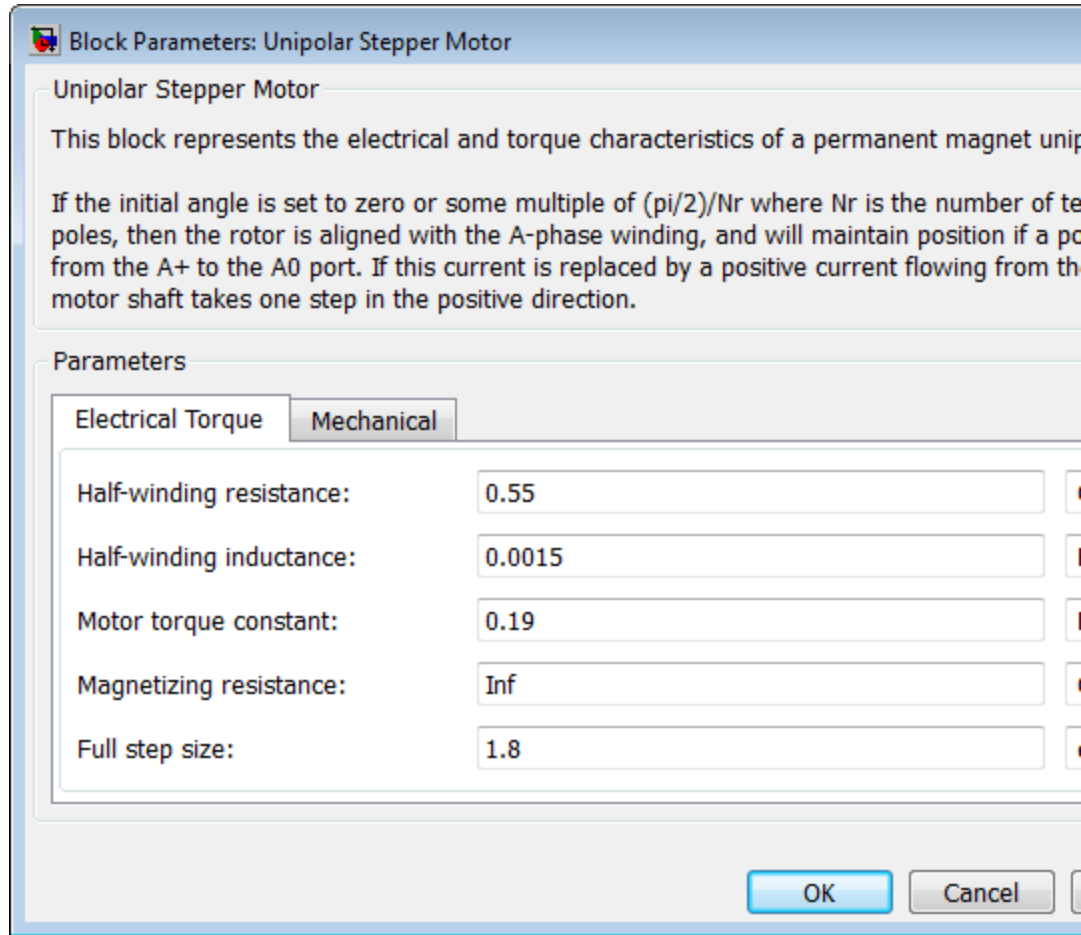 Block Parameters: Unipolar Stepper Motor
Unipolar Stepper Motor
This block represents the electrical and torque characteristics of a permanent magnet
If the initial angle is set to zero or some multiple of (pi/2)/Nr where Nr is the number of
poles, then the rotor is aligned with the A-phase winding, and will maintain position if a
from the A+ to the A0 port. If this current is replaced by a positive current flowing from
motor shaft takes one step in the positive direction.
Parameters
Electrical Torque Mechanical
Half-winding resistance: 0.55
Half-winding inductance: 0.0015
Motor torque constant: 0.19
Magnetizing resistance: Inf
Full step size: 1.8
OK Cancel